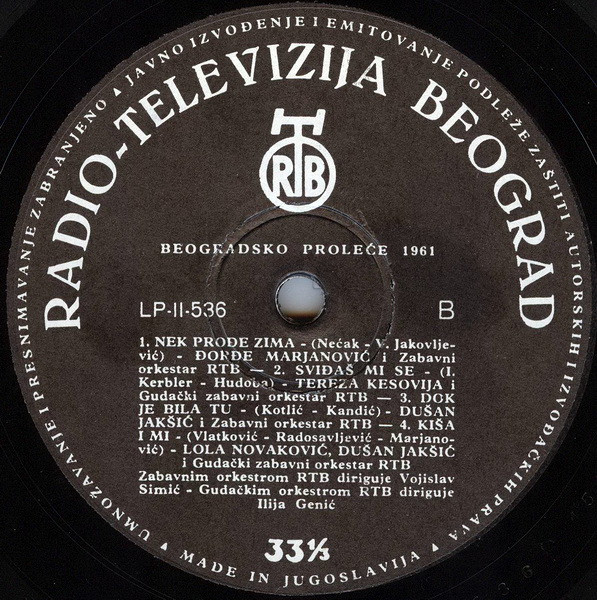 UMNOŽAVANJE I PRESNIMAVANJE ZABRANJENO ▲ JAVNO IZVOĐENJE I EMITOVANJE PODLEŽE ZAŠTITI AUTORSKIH I IZVOĐAČKIH PRAVA ▲
RADIO-TELEVIZIJA BEOGRAD
RTB
BEOGRADSKO PROLEĆE 1961
LP-II-536 B
1. NEK PROĐE ZIMA - (Nećak - V. Jakovlje-
vić) - ĐORĐE MARJANOVIĆ i Zabavni
orkestar RTB — 2. SVIĐAŠ MI SE - (I.
Kerbler - Hudoba) - TEREZA KESOVIJA i
Gudački zabavni orkestar RTB — 3. DOK
JE BILA TU - (Kotlić - Kandić) - DUŠAN
JAKŠIĆ i Zabavni orkestar RTB — 4. KIŠA
I MI - (Vlatković - Radosavljević - Marjano-
vić) - LOLA NOVAKOVIĆ, DUŠAN JAKŠIĆ
i Gudački zabavni orkestar RTB
Zabavnim orkestrom RTB diriguje Vojislav
Simić - Gudačkim orkestrom RTB diriguje
Ilija Genić
33⅓
MADE IN JUGOSLAVIJA ▲